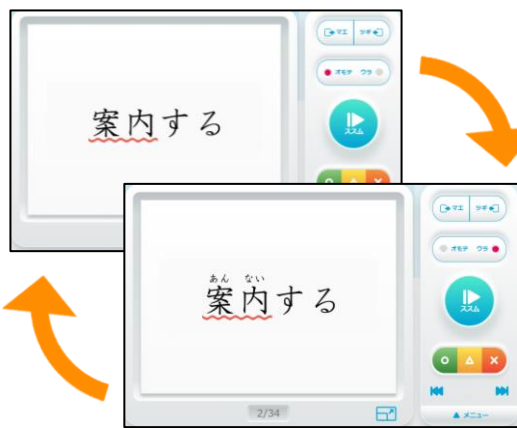 案内する
マエ ツギ
オモテ ウラ
ススム
あん ない
案内する
マエ ツギ
オモテ ウラ
ススム
2/34
▲ メニュー